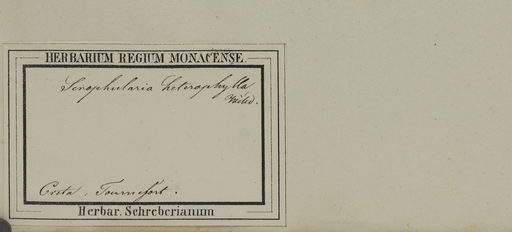 HERBARIUM REGIUM MONACENSE.
Scrophularia heterophylla
Willd.
Creta. Tournefort.
Herbar. Schreberianum